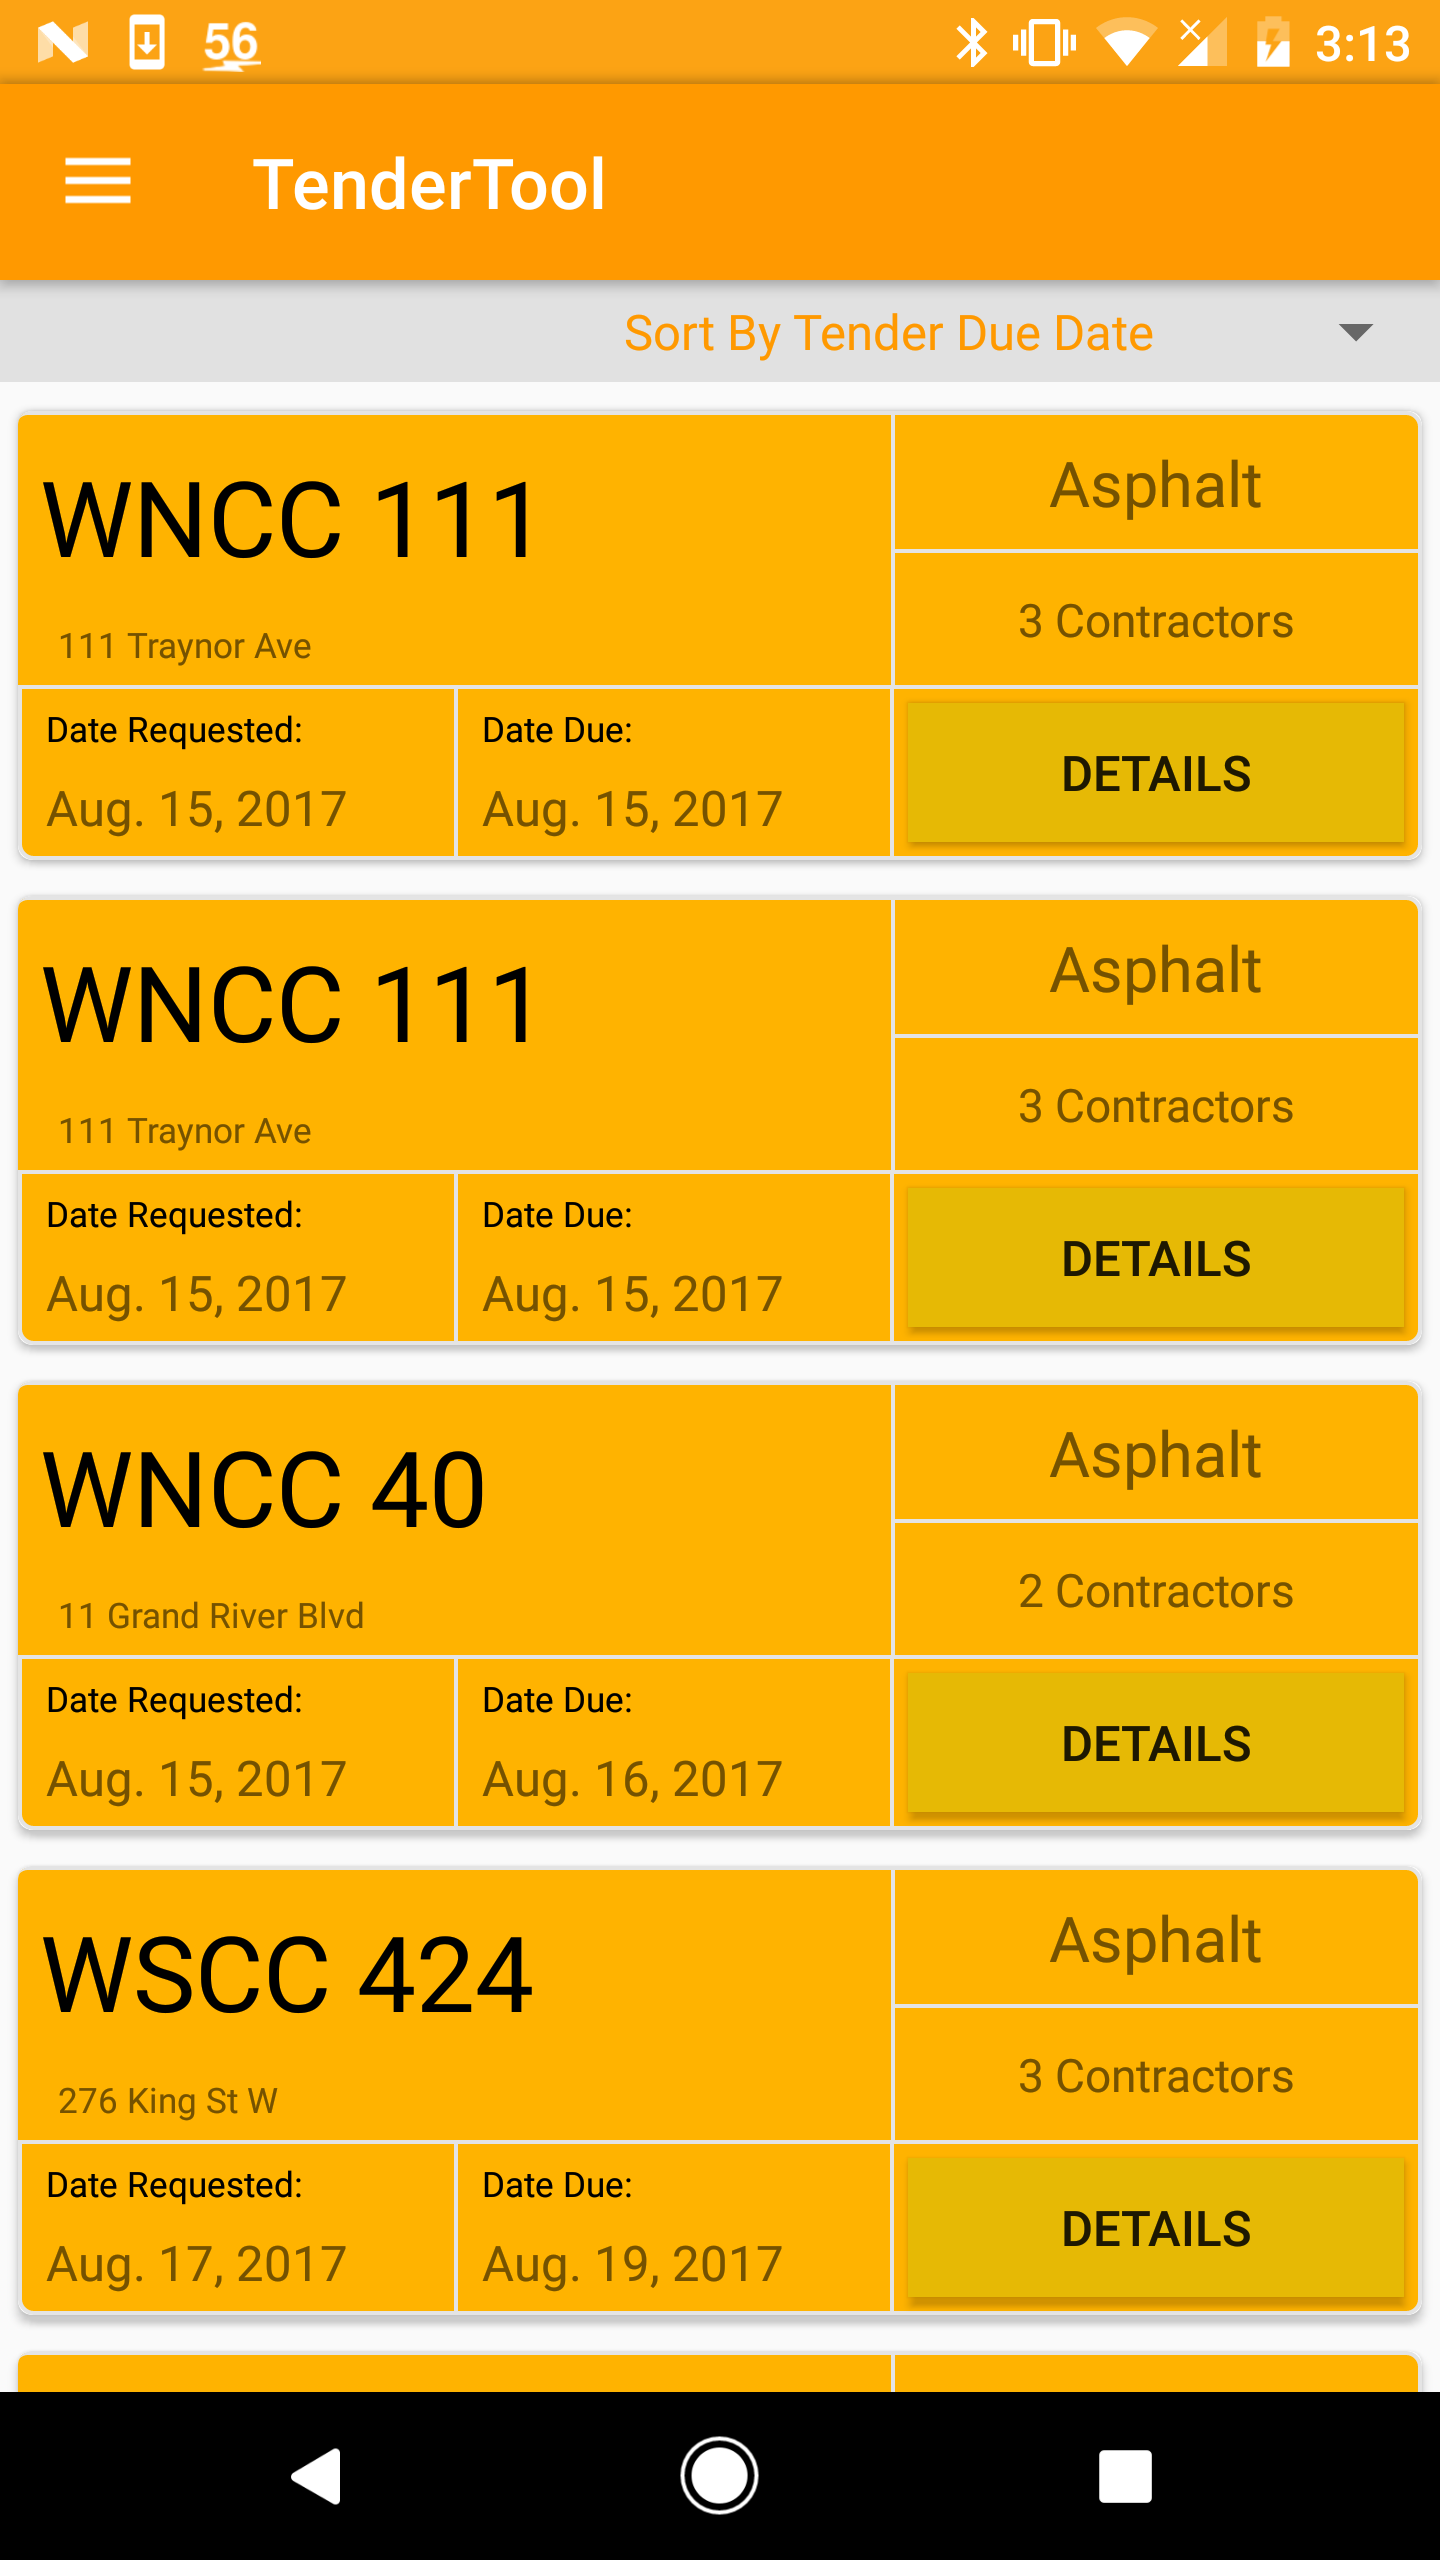 56
3:13
TenderTool
Sort By Tender Due Date
WNCC 111
Asphalt
111 Traynor Ave
3 Contractors
Date Requested:
Date Due:
Aug. 15, 2017
Aug. 15, 2017
DETAILS
WNCC 111
Asphalt
111 Traynor Ave
3 Contractors
Date Requested:
Date Due:
Aug. 15, 2017
Aug. 15, 2017
DETAILS
WNCC 40
Asphalt
11 Grand River Blvd
2 Contractors
Date Requested:
Date Due:
Aug. 15, 2017
Aug. 16, 2017
DETAILS
WSCC 424
Asphalt
276 King St W
3 Contractors
Date Requested:
Date Due:
Aug. 17, 2017
Aug. 19, 2017
DETAILS